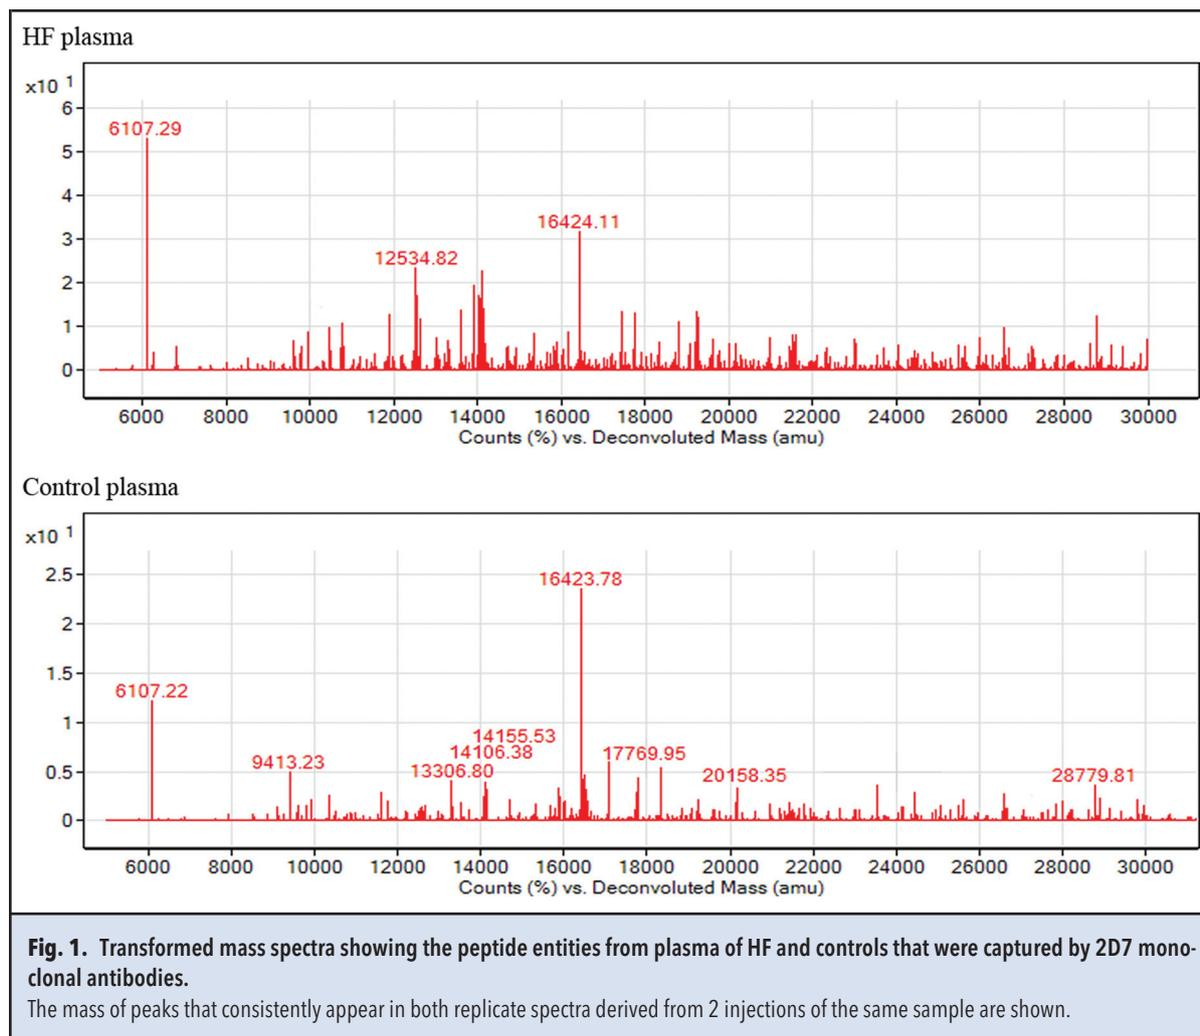 HF plasma
x10 1
6
6107.29
5
4
16424.11
3
12534.82
2
1
0
6000 8000 10000 12000 14000 16000 18000 20000 22000 24000 26000 28000 30000
Counts (%) vs. Deconvoluted Mass (amu)
Control plasma
x10 1
16423.78
2.5
2
1.5
6107.22
1
14155.53
14106.38 17769.95
9413.23
13306.80 20158.35 28779.81
0.5
0
6000 8000 10000 12000 14000 16000 18000 20000 22000 24000 26000 28000 30000
Counts (%) vs. Deconvoluted Mass (amu)
Fig. 1. Transformed mass spectra showing the peptide entities from plasma of HF and controls that were captured by 2D7 mono-
clonal antibodies.
The mass of peaks that consistently appear in both replicate spectra derived from 2 injections of the same sample are shown.